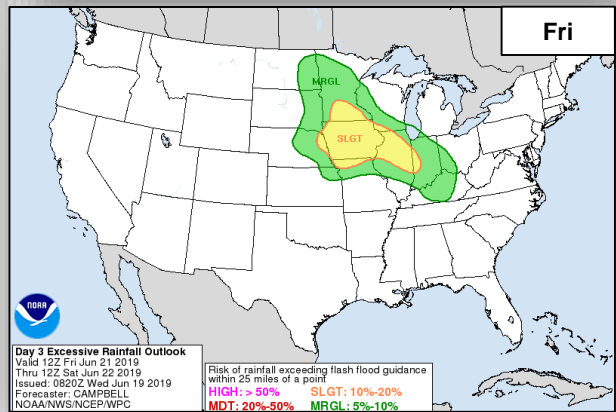 Fri
MRGL
SLGT
NOAA
Day 3 Excessive Rainfall Outlook
Valid 12Z Fri Jun 21 2019
Thru 12Z Sat Jun 22 2019
Issued: 0820Z Wed Jun 19 2019
Forecaster: CAMPBELL
NOAA/NWS/NCEP/WPC
Risk of rainfall exceeding flash flood guidance
within 25 miles of a point
HIGH: > 50% SLGT: 10%-20%
MDT: 20%-50% MRGL: 5%-10%